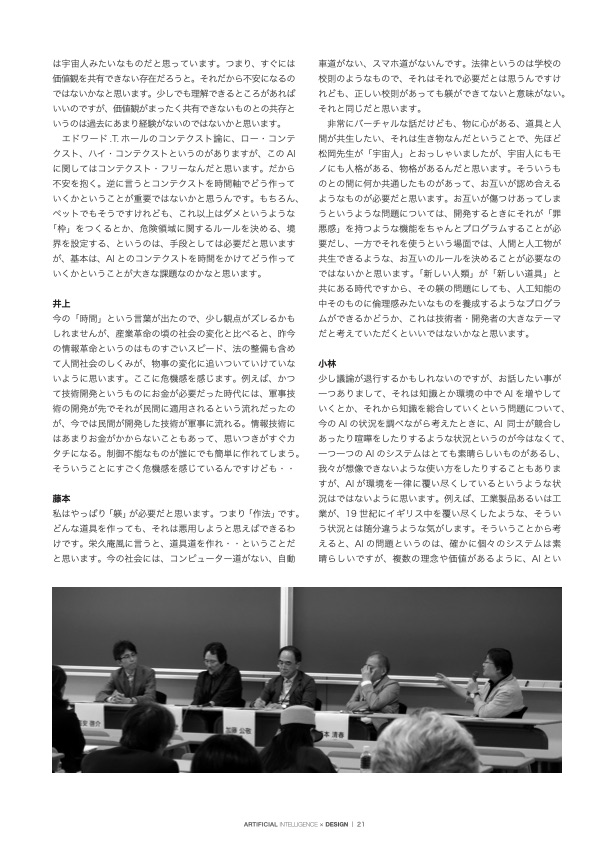 は宇宙人みたいなものだと思っています。つまり、すぐには
価値観を共有できない存在だろうと。それだから不安になるの
ではないかなと思います。少しでも理解できるところがあれば
いいのですが、価値観がまったく共有できないものとの共存と
いうのは過去にあまり経験がないのではないかと思います。
エドワード .T. ホールのコンテクスト論に、ロー・コンテ
クスト、ハイ・コンテクストというのがありますが、この AI
に関してはコンテクスト・フリーなんだと思います。だから
不安を抱く。逆に言うとコンテクストを時間軸でどう作って
いくかということが重要ではないかと思うんです。もちろん、
ペットでもそうですけれども、これ以上はダメというような
「枠」をつくるとか、危険領域に関するルールを決める、境
界を設定する、というのは、手段としては必要だと思います
が、基本は、AI とのコンテクストを時間をかけてどう作って
いくかということが大きな課題なのかなと思います。
井上
今の「時間」という言葉が出たので、少し観点がズレるかも
しれませんが、産業革命の頃の社会の変化と比べると、昨今
の情報革命というのはものすごいスピード、法の整備も含め
て人間社会のしくみが、物事の変化に追いついていけていな
いように思います。ここに危機感を感じます。例えば、かつ
て技術開発というものにお金が必要だった時代には、軍事技
術の開発が先でそれが民間に適用されるという流れだったの
が、今では民間が開発した技術が軍事に流れる。情報技術に
はあまりお金がかからないこともあって、思いつきがすぐカ
タチになる。制御不能なものが誰にでも簡単に作れてしまう。
そういうことにすごく危機感を感じているんですけども・・
藤本
私はやっぱり「躾」が必要だと思います。つまり「作法」です。
どんな道具を作っても、それは悪用しようと思えばできるわ
けです。栄久庵風に言うと、道具道を作れ・・ということだ
と思います。今の社会には、コンピューター道がない、自動
車道がない、スマホ道がないんです。法律というのは学校の
校則のようなもので、それはそれで必要だとは思うんですけ
れども、正しい校則があっても躾ができてないと意味がない。
それと同じだと思います。
非常にバーチャルな話だけども、物に心がある、道具と人
間が共生したい、それは生き物なんだということで、先ほど
松岡先生が「宇宙人」とおっしゃいましたが、宇宙人にもモ
ノにも人格がある、物格があるんだと思います。そういうも
のとの間に何か共通したものがあって、お互いが認め合える
ようなものが必要だと思います。お互いが傷つけあってしま
うというような問題については、開発するときにそれが「罪
悪感」を持つような機能をちゃんとプログラムすることが必
要だし、一方でそれを使うという場面では、人間と人工物が
共生できるような、お互いのルールを決めることが必要なの
ではないかと思います。「新しい人類」が「新しい道具」と
共にある時代ですから、その躾の問題にしても、人工知能の
中そのものに倫理感みたいなものを養成するようなプログラ
ムができるかどうか、これは技術者・開発者の大きなテーマ
だと考えていただくといいではないかなと思います。
小林
少し議論が退行するかもしれないのですが、お話したい事が
一つありまして、それは知識とか環境の中で AI を増やして
いくとか、それから知識を総合していくという問題について、
今の AI の状況を調べながら考えたときに、AI 同士が競合し
あったり喧嘩をしたりするような状況というのが今はなくて、
一つ一つの AI のシステムはとても素晴らしいものがあるし、
我々が想像できないような使い方をしたりすることもありま
すが、AI が環境を一律に覆い尽くしているというような状
況はではないように思います。例えば、工業製品あるいは工
業が、19 世紀にイギリス中を覆い尽くしたような、そうい
う状況とは随分違うような気がします。そういうことから考
えると、AI の問題というのは、確かに個々のシステムは素
晴らしいですが、複数の理念や価値があるように、AI とい
加藤 公敬
ARTIFICIAL INTELLIGENCE × DESIGN | 21